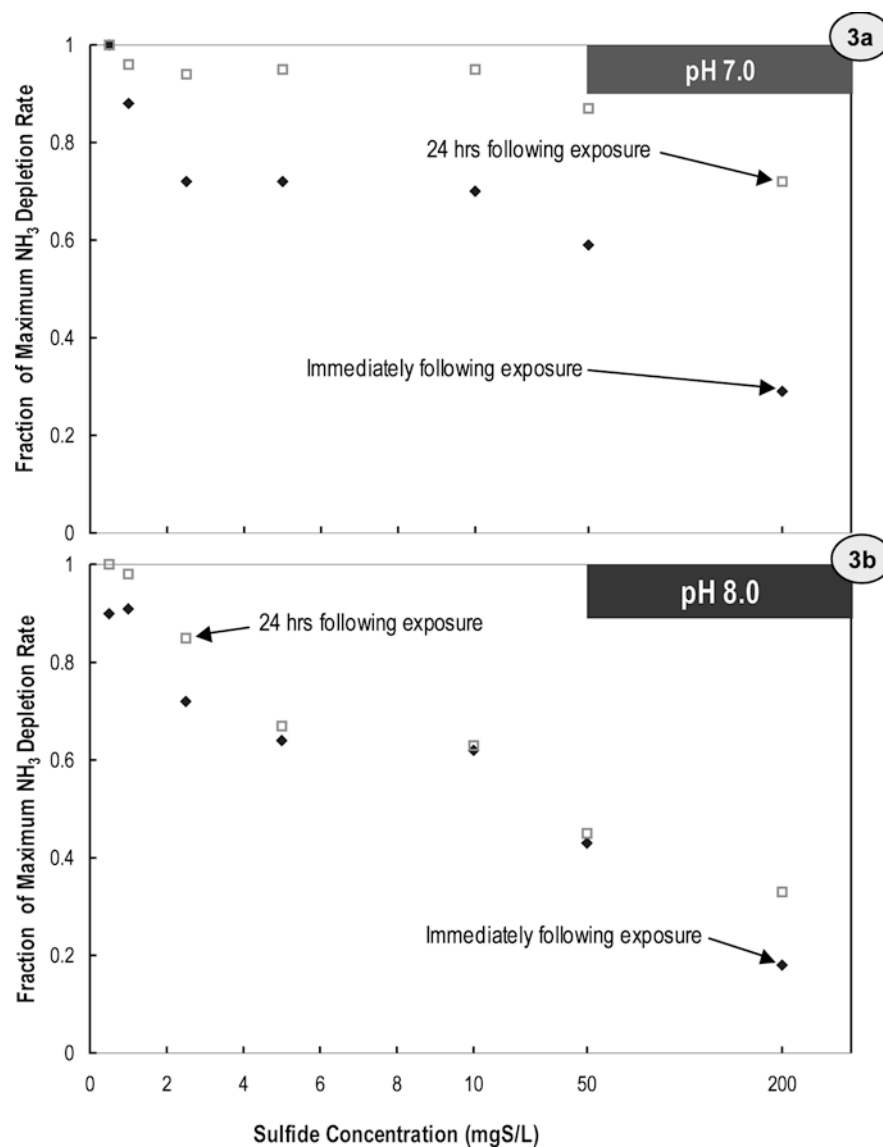 3a
pH 7.0
Fraction of Maximum NH₃ Depletion Rate
1
0.8
0.6
0.4
0.2
0
24 hrs following exposure
Immediately following exposure
3b
pH 8.0
Fraction of Maximum NH₃ Depletion Rate
1
0.8
0.6
0.4
0.2
0
24 hrs following exposure
Immediately following exposure
0 2 4 6 8 10 50 200
Sulfide Concentration (mgS/L)